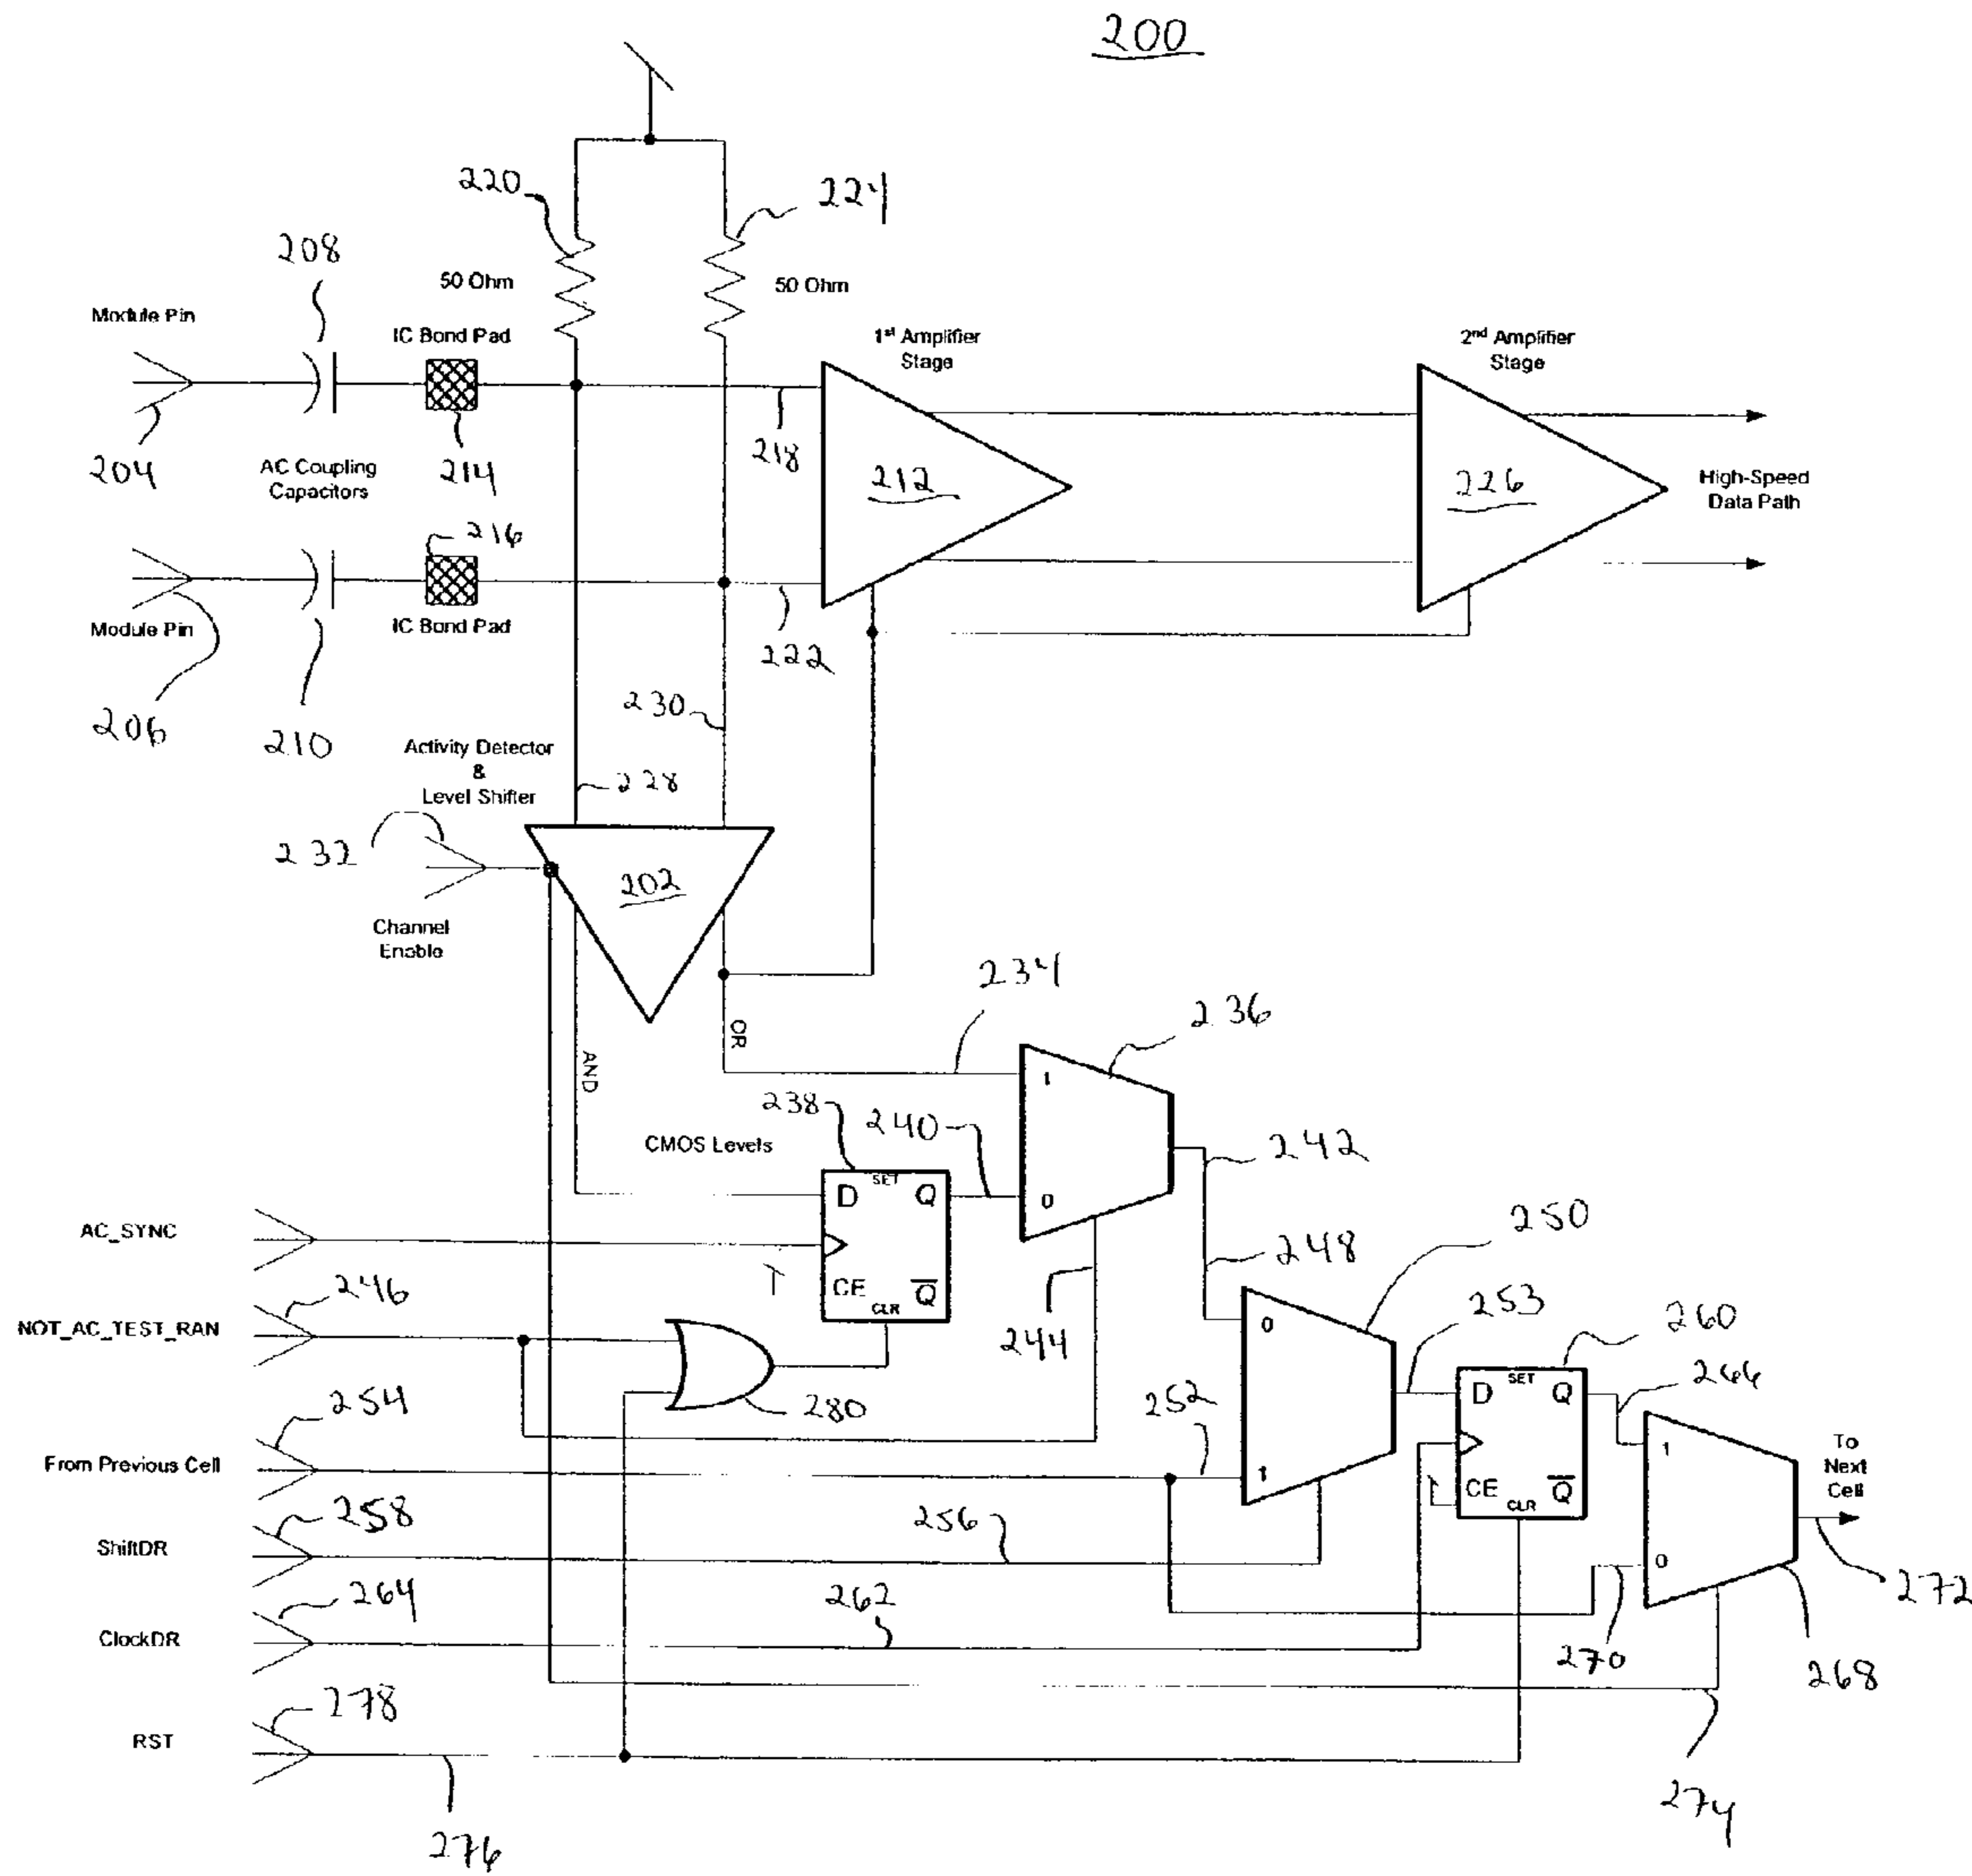 200
220
224
208
50 Ohm
50 Ohm
Module Pin
IC Bond Pad
1st Amplifier
Stage
2nd Amplifier
Stage
204
AC Coupling
Capacitors
214
218
212
226
High-Speed
Data Path
216
Module Pin
IC Bond Pad
222
206
210
230
Activity Detector
&
Level Shifter
228
232
202
Channel
Enable
234
236
OR
AND
238
240
CMOS Levels
242
1
0
D SET Q
CE CLR Q
AC_SYNC
248
250
246
NOT_AC_TEST_RAN
244
0
253
260
280
252
D SET Q
266
254
From Previous Cell
1
CE CLR Q
1
To
Next
Cell
258
ShiftDR
256
0
264
ClockDR
262
270
268
272
278
RST
274
276